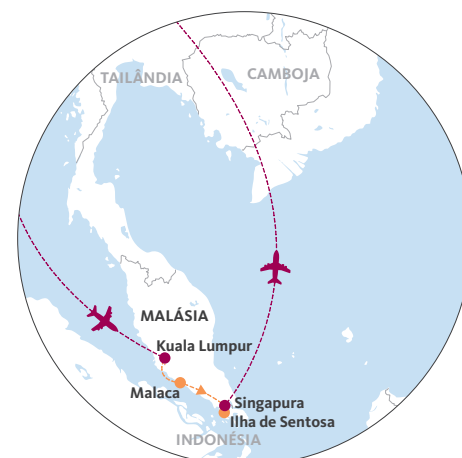 TAILÂNDIA
CAMBOJA
MALÁSIA
Kuala Lumpur
Malaca
Singapura
Ilha de Sentosa
INDONÉSIA